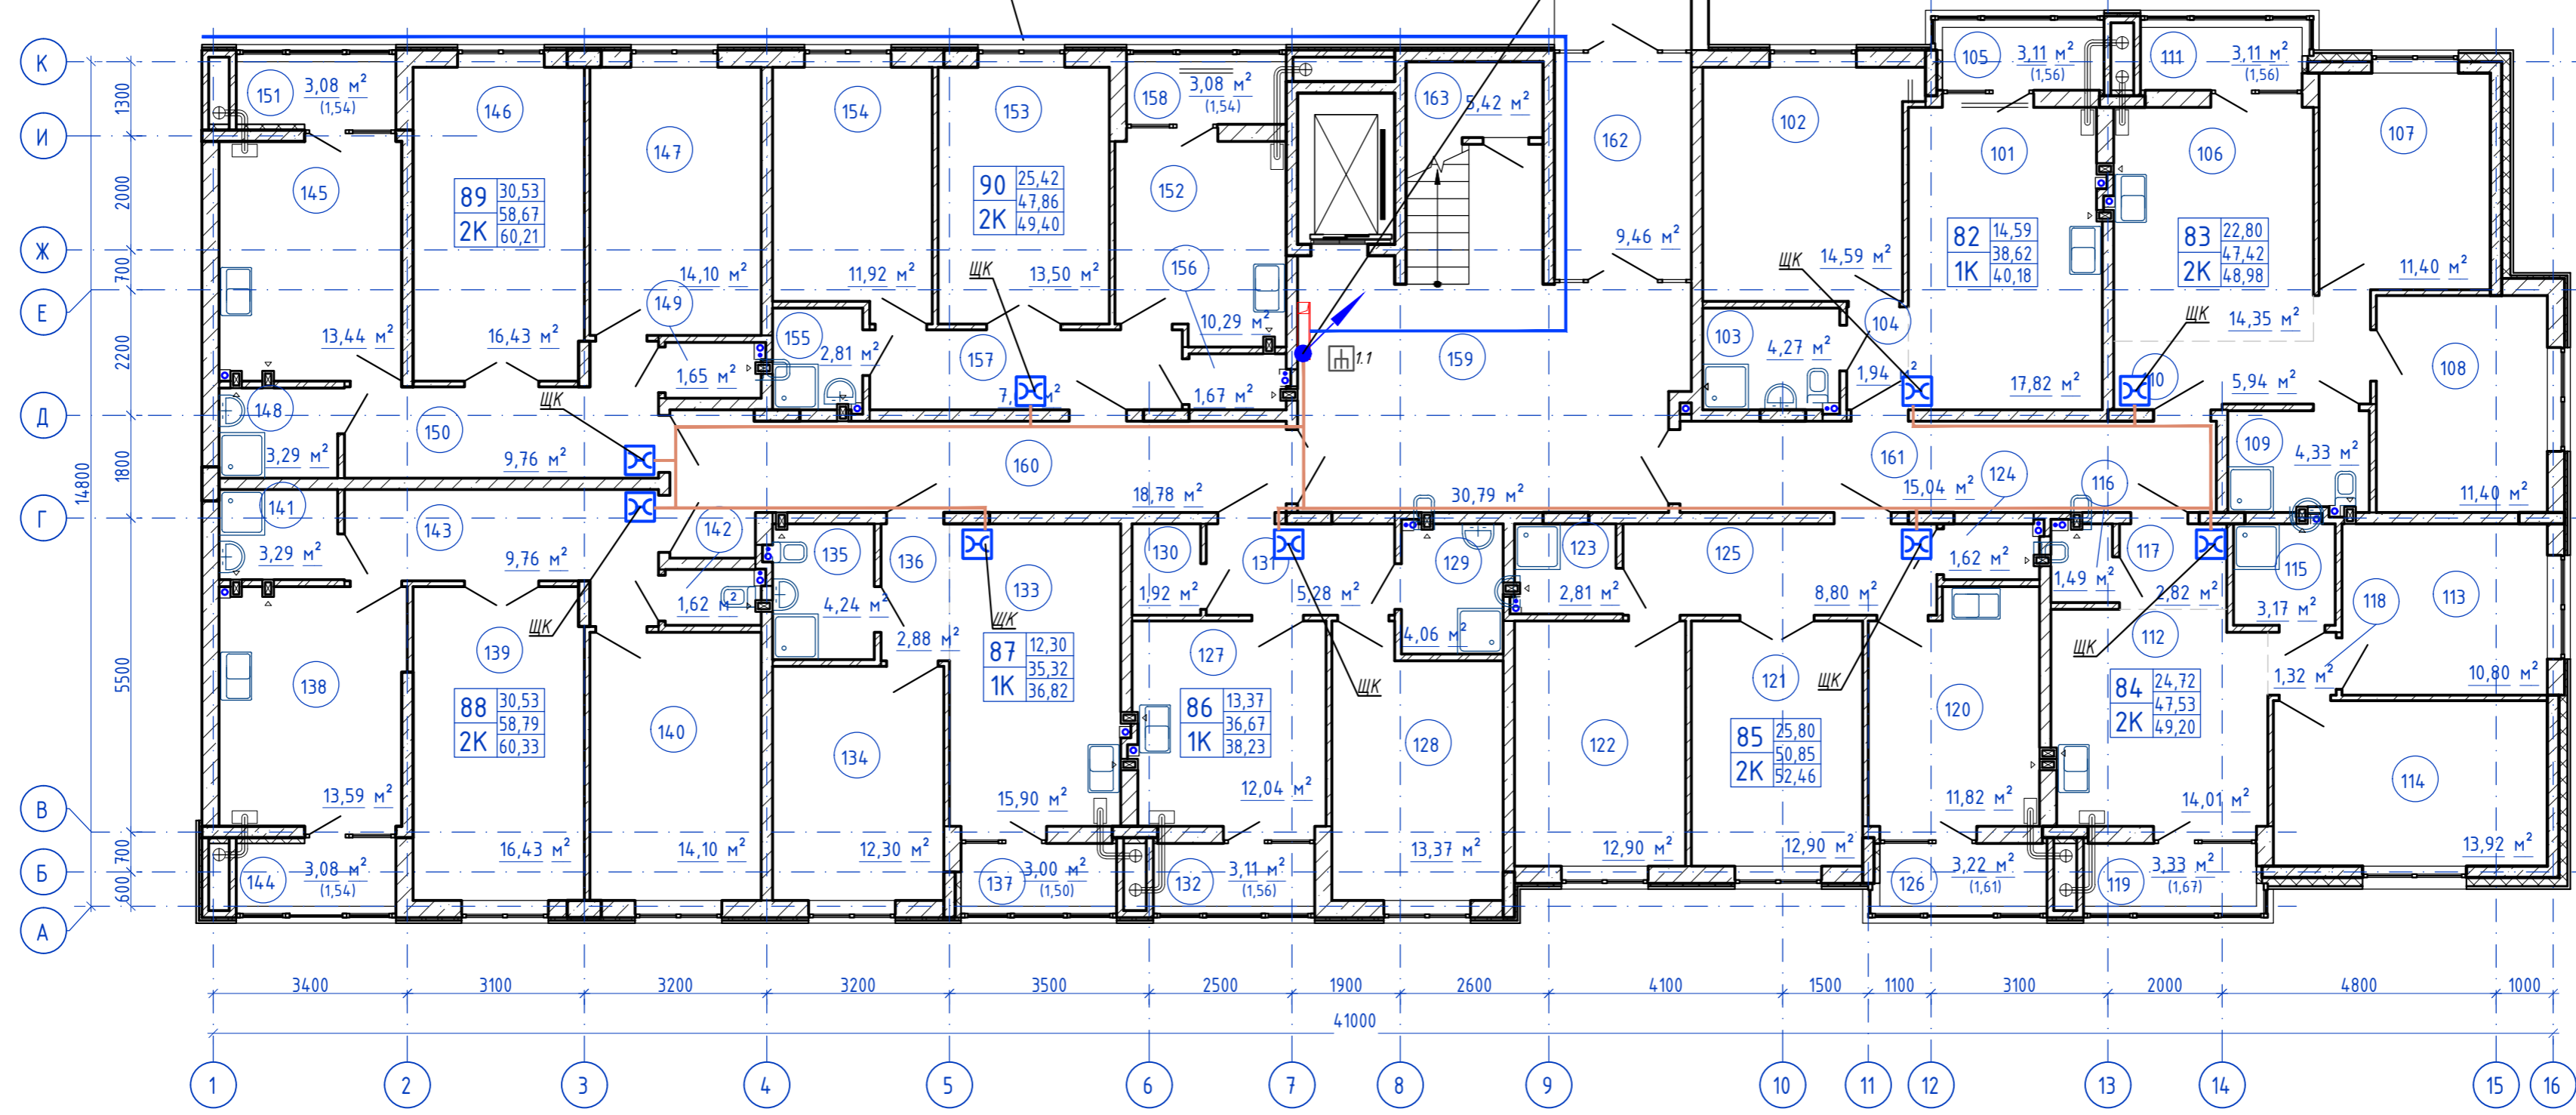 К
И
Ж
Е
Д
Г
В
Б
А
1300
2000
700
2200
1800
5500
700
600
14800
151
3,08 м²
(1,54)
146
147
154
153
158
3,08 м²
(1,54)
163
5,42 м²
162
102
105
3,11 м²
(1,56)
111
3,11 м²
(1,56)
101
106
107
145
89
2К
30,53
58,67
60,21
90
2К
25,42
47,86
49,40
152
82
1К
14,59
38,62
40,18
83
2К
22,80
47,42
48,98
14,10 м²
11,92 м²
ЩК
13,50 м²
156
9,46 м²
ЩК
14,59 м²
11,40 м²
149
10,29 м²
ЩК
14,35 м²
13,44 м²
16,43 м²
155
2,81 м²
157
1.1
159
103
4,27 м²
104
108
1,65 м²
1,67 м²
1,94
17,82 м²
5,94 м²
148
ЩК
150
109
4,33 м²
3,29 м²
9,76 м²
160
161
124
116
18,78 м²
30,79 м²
15,04 м²
11,40 м²
141
143
142
135
136
130
131
129
123
125
117
115
3,29 м²
9,76 м²
133
1,62 м²
1,49 м²
1,62 м²
4,24 м²
1,92 м²
5,28 м²
2,81 м²
8,80 м²
2,82 м²
3,17 м²
118
113
ЩК
ЩК
2,88 м²
4,06 м²
112
ЩК
139
127
138
87
1К
12,30
35,32
36,82
ЩК
121
ЩК
1,32 м²
10,80 м²
88
2К
30,53
58,79
60,33
86
1К
13,37
36,67
38,23
84
2К
24,72
47,53
49,20
140
134
128
122
85
2К
25,80
50,85
52,46
120
114
13,59 м²
15,90 м²
12,04 м²
11,82 м²
14,01 м²
16,43 м²
14,10 м²
12,30 м²
13,37 м²
12,90 м²
12,90 м²
13,92 м²
144
3,08 м²
(1,54)
137
3,00 м²
(1,50)
132
3,11 м²
(1,56)
126
3,22 м²
(1,61)
119
3,33 м²
(1,67)
3400
3100
3200
3200
3500
2500
1900
2600
4100
1500
1100
3100
2000
4800
1000
41000
1
2
3
4
5
6
7
8
9
10
11
12
13
14
15
16